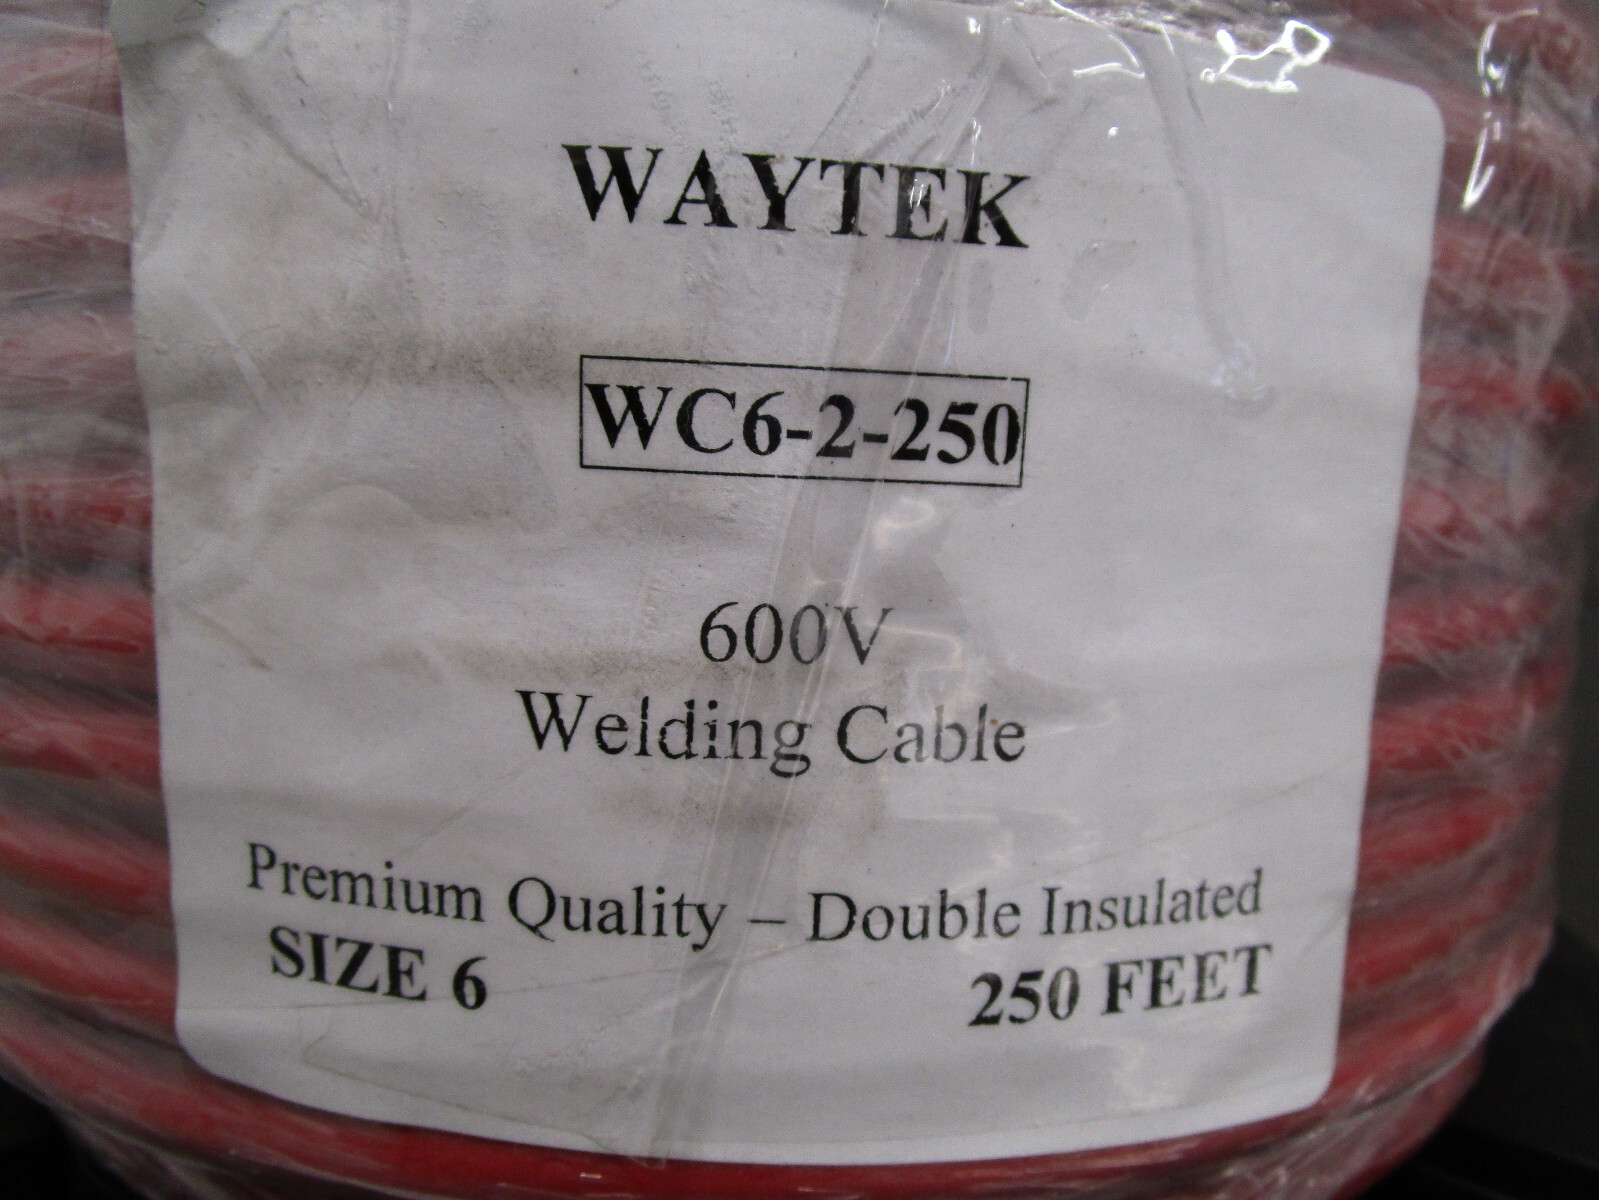 WAYTEK
WC6-2-250
600V
Welding Cable
Premium Quality – Double Insulated
SIZE 6 250 FEET